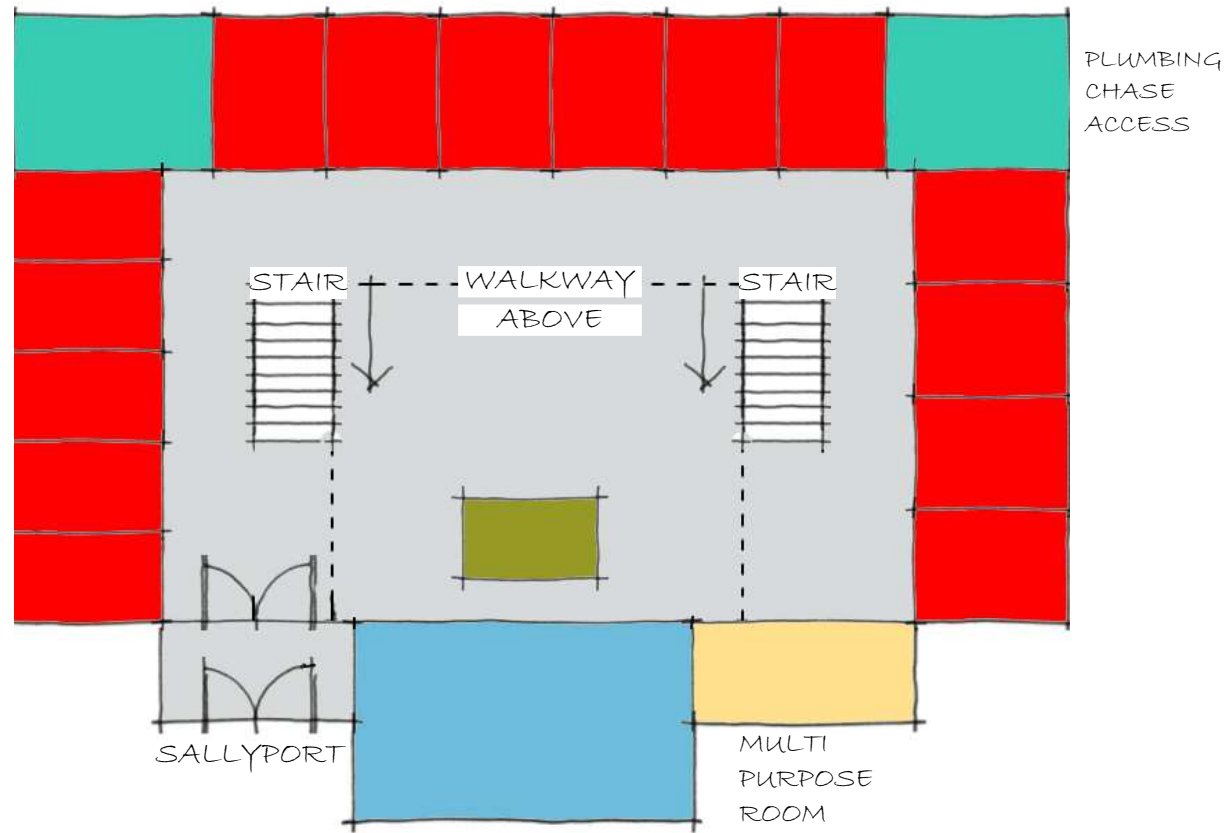 PLUMBING
CHASE
ACCESS
STAIR
WALKWAY
ABOVE
STAIR
SALLYPORT
MULTI
PURPOSE
ROOM